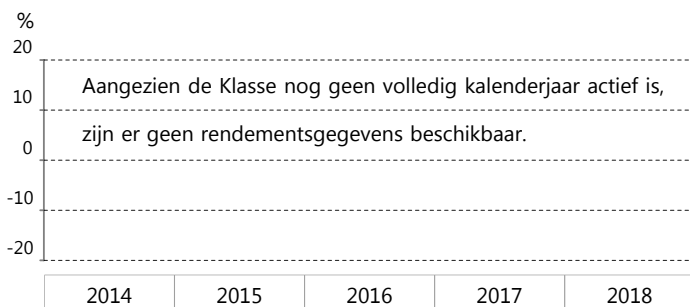 %
20
Aangezien de Klasse nog geen volledig kalenderjaar actief is,
10
zijn er geen rendementsgegevens beschikbaar.
0
-10
-20
2014 2015 2016 2017 2018